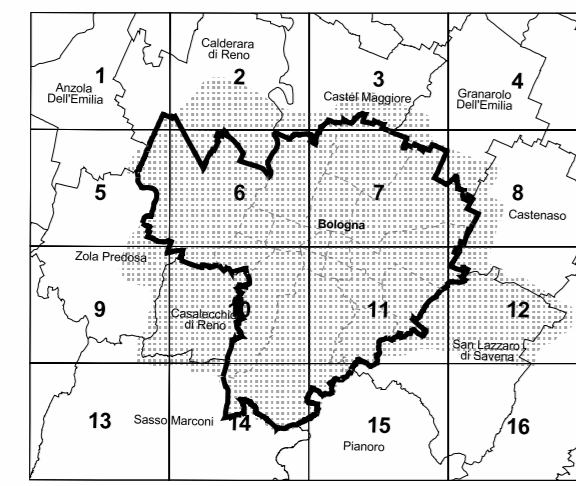 Calderara
di Reno
1
2
3
4
Anzola
Dell'Emilia
Castel Maggiore
Granarolo
Dell'Emilia
5
6
7
8
Castenaso
Bologna
Zola Predosa
9
Casalecchio
di Reno
10
11
12
San Lazzaro
di Savena
13
Sasso Marconi
14
15
16
Pianoro